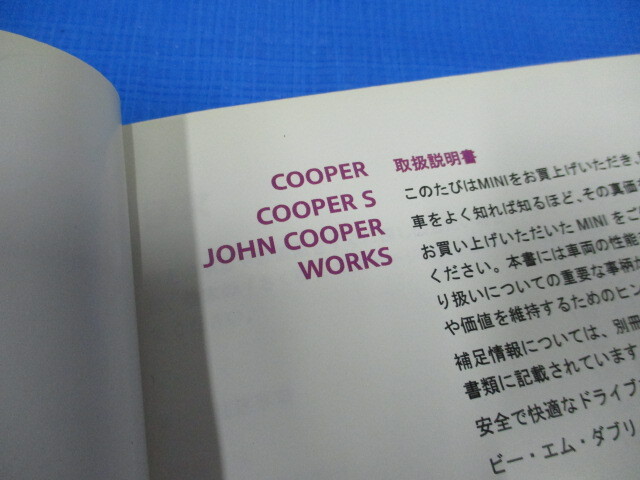 COOPER
COOPER S
JOHN COOPER
WORKS
取扱説明書
このたびはMINIをお買上げいただき、
車をよく知れば知るほど、その真価
お買い上げいただいた MINI をご
ください。本書には車両の性能
り扱いについての重要な事柄
や価値を維持するためのヒン
補足情報については、別冊
書類に記載されています
安全で快適なドライブ
ビー・エム・ダブリ